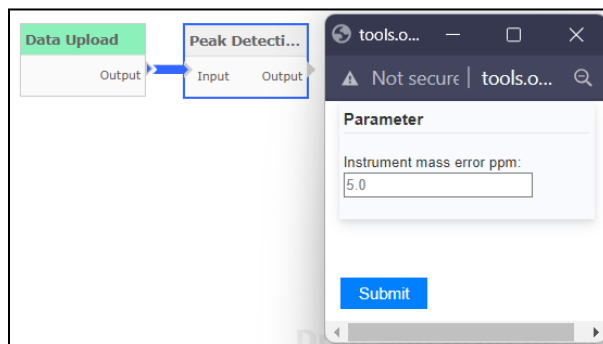 Data Upload
Output
Peak Detecti...
Input Output
tools.o...
Not secure tools.o...
Parameter
Instrument mass error ppm:
5.0
Submit